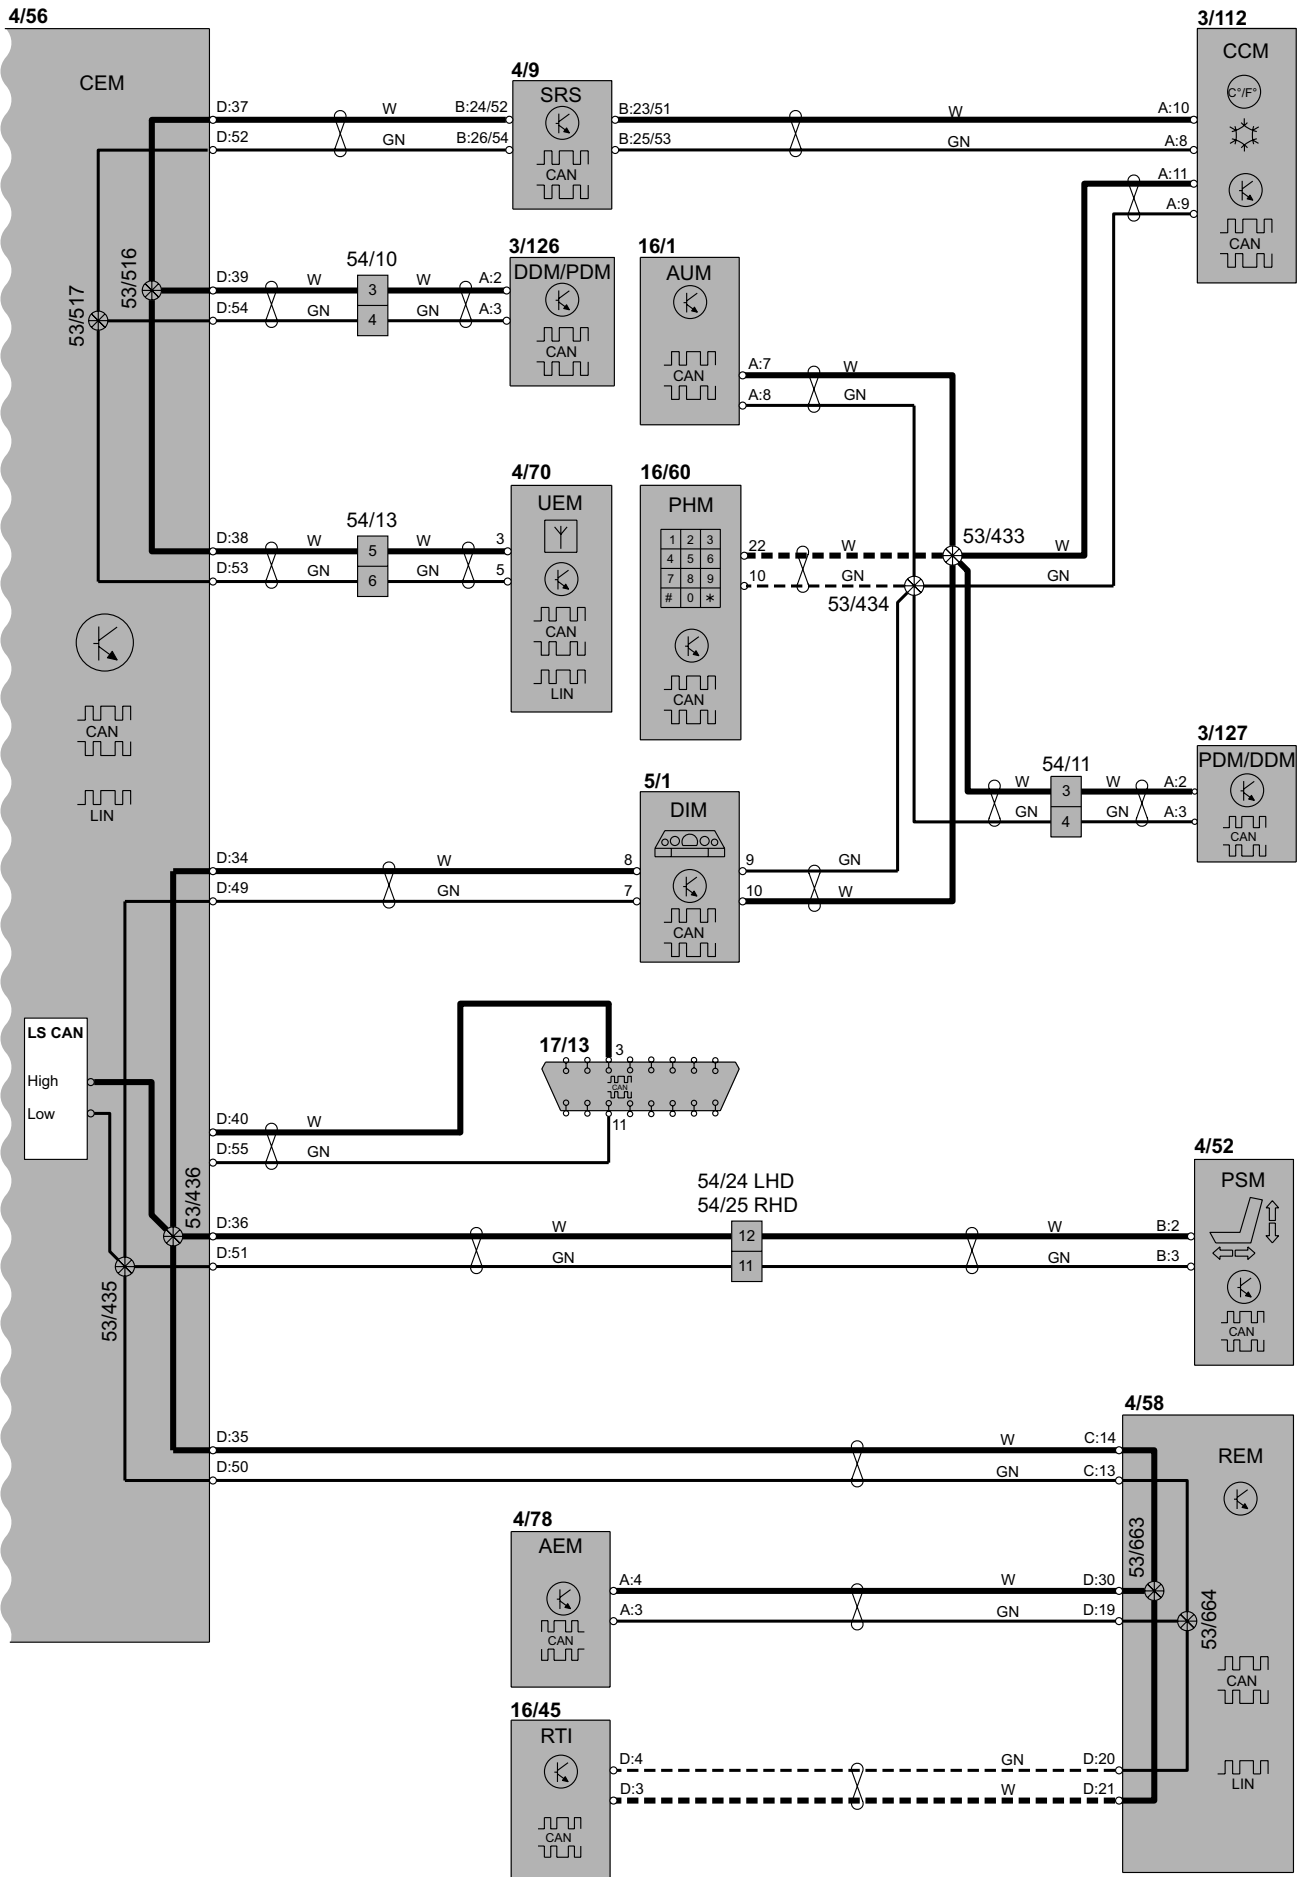 4/56
3/112
CEM
CCM
C°/F°
4/9
SRS
D:37
W
B:24/52
B:23/51
W
A:10
D:52
GN
B:26/54
B:25/53
GN
A:8
CAN
A:11
A:9
CAN
53/516
53/517
54/10
3/126
16/1
DDM/PDM
AUM
D:39
W
3
W
A:2
D:54
GN
4
GN
A:3
CAN
CAN
A:7
W
A:8
GN
4/70
16/60
UEM
PHM
54/13
1 2 3
4 5 6
7 8 9
# 0 *
D:38
W
5
W
3
D:53
GN
6
GN
5
22
W
53/433
W
10
GN
53/434
GN
CAN
LIN
CAN
CAN
LIN
3/127
54/11
PDM/DDM
W
3
W
A:2
GN
4
GN
A:3
CAN
5/1
DIM
D:34
W
8
9
GN
D:49
GN
7
10
W
CAN
LS CAN
High
Low
17/13
3
CAN
11
D:40
W
D:55
GN
4/52
53/436
54/24 LHD
54/25 RHD
PSM
D:36
W
12
W
B:2
D:51
GN
11
GN
B:3
53/435
CAN
4/58
D:35
W
C:14
REM
D:50
GN
C:13
4/78
AEM
53/663
A:4
W
D:30
A:3
GN
D:19
53/664
CAN
CAN
16/45
RTI
D:4
GN
D:20
D:3
W
D:21
LIN
CAN